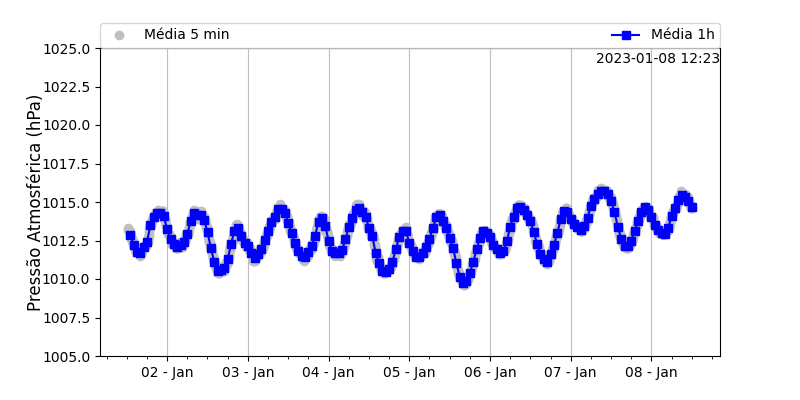 Média 5 min
Média 1h
2023-01-08 12:23
Pressão Atmosférica (hPa)
1025.0
1022.5
1020.0
1017.5
1015.0
1012.5
1010.0
1007.5
1005.0
02 - Jan
03 - Jan
04 - Jan
05 - Jan
06 - Jan
07 - Jan
08 - Jan